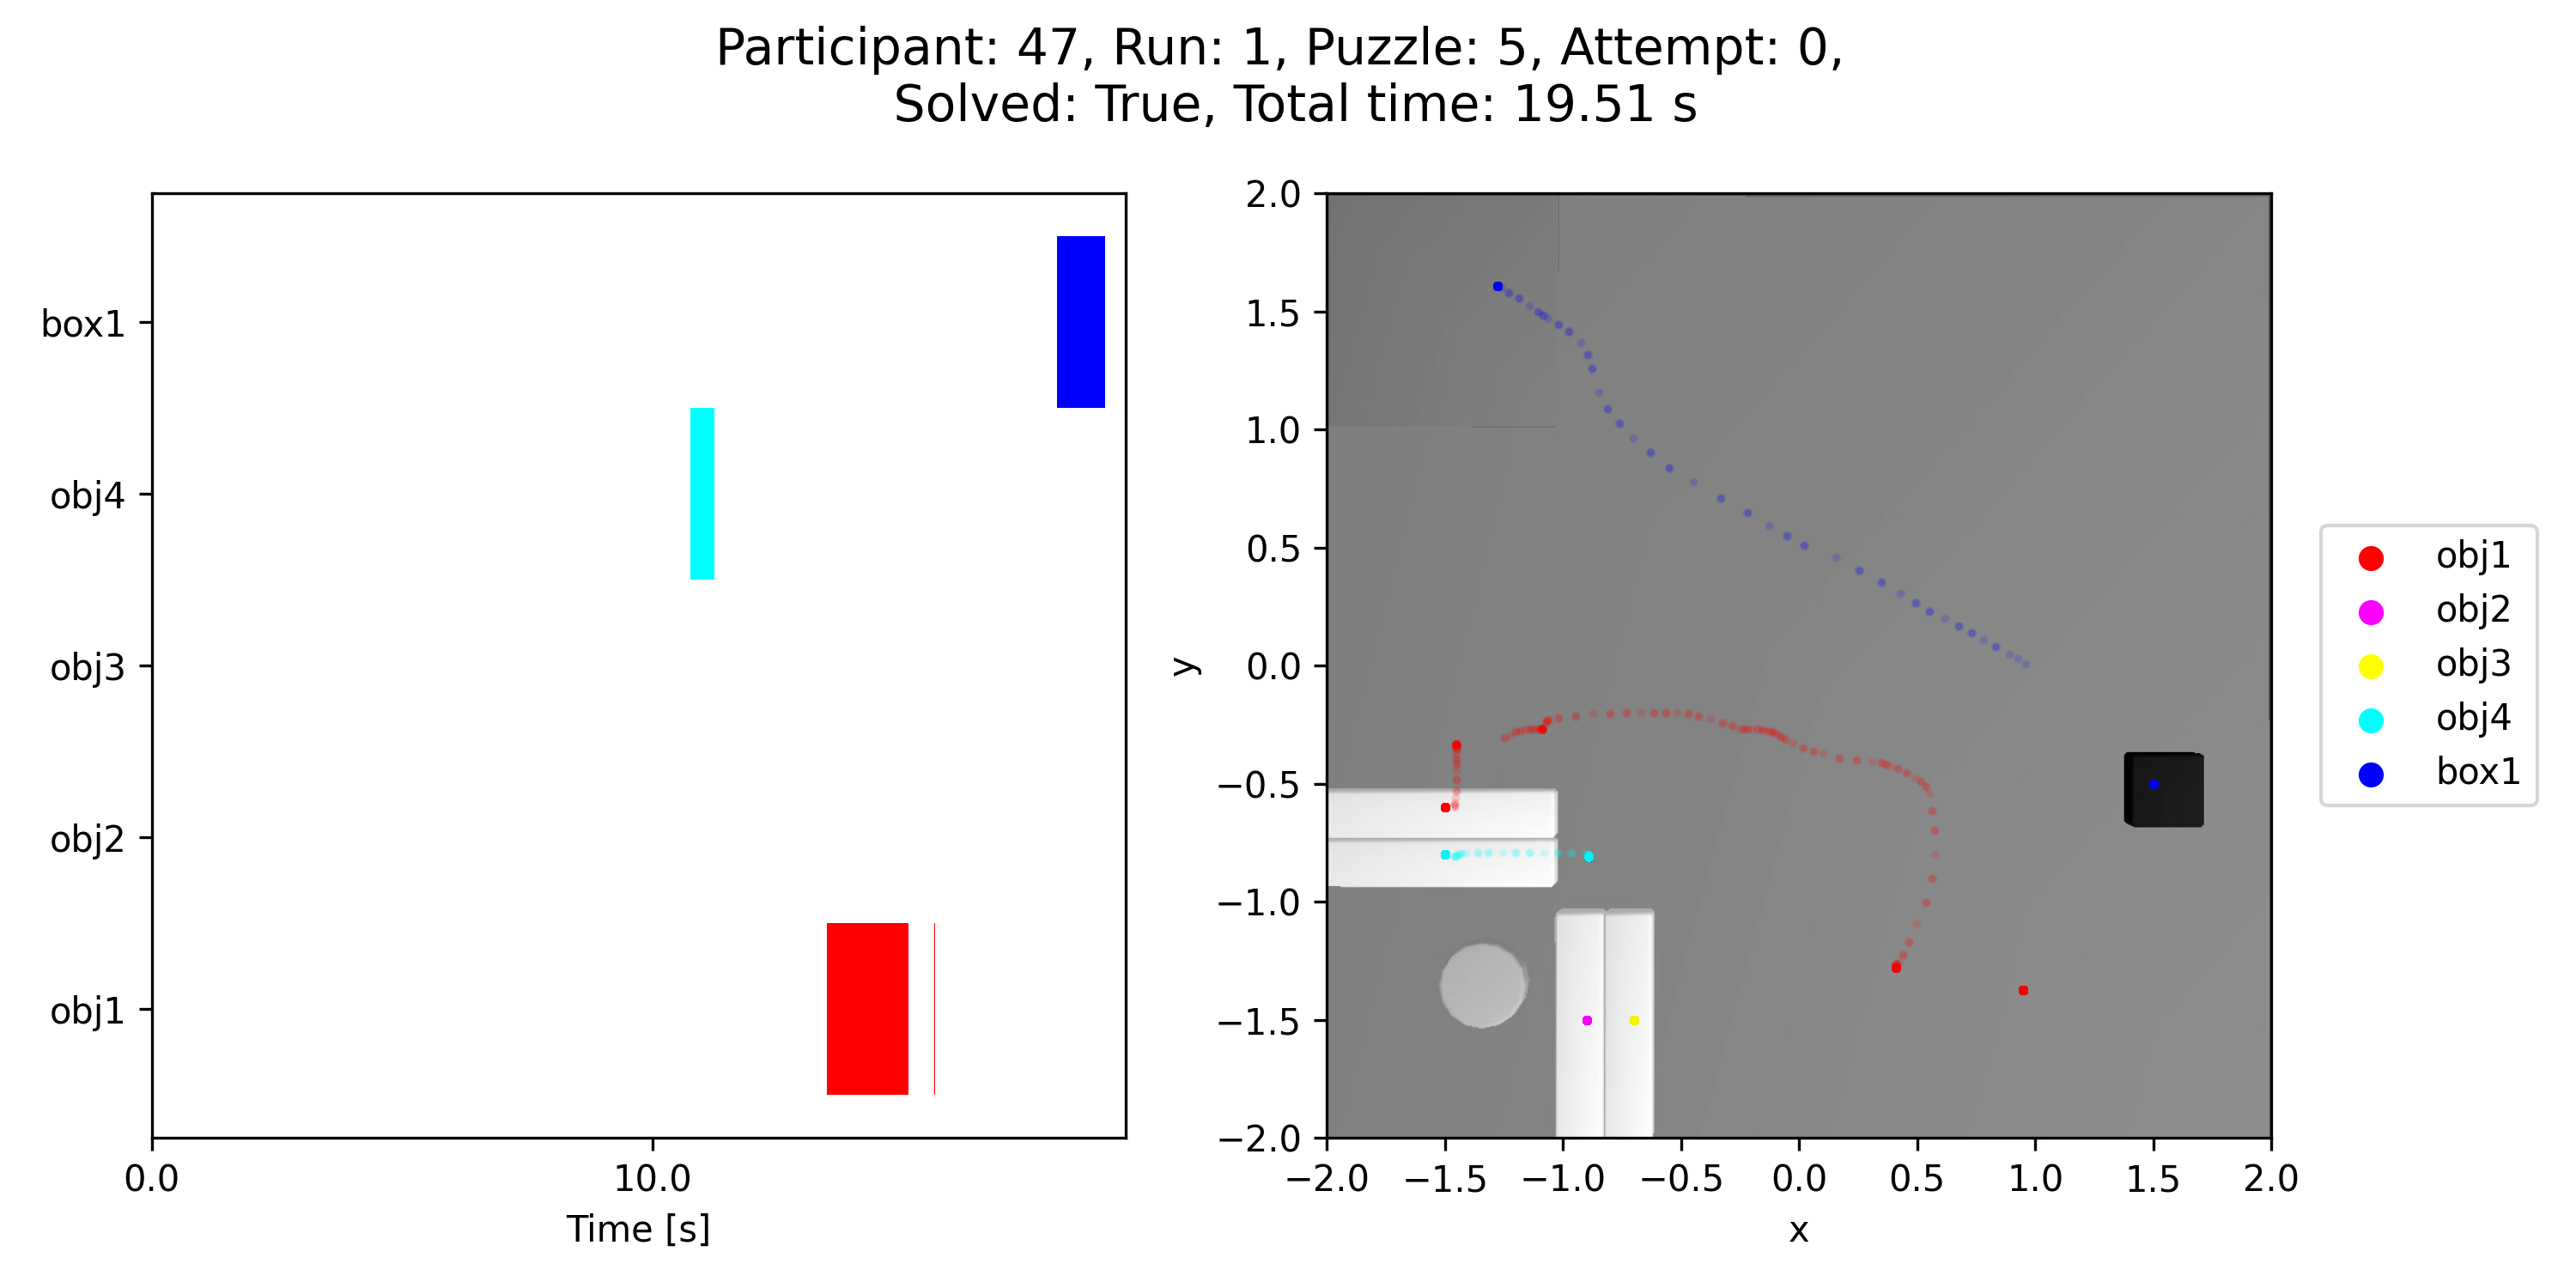 Participant: 47, Run: 1, Puzzle: 5, Attempt: 0,
Solved: True, Total time: 19.51 s
box1
obj4
obj3
obj2
obj1
0.0
10.0
Time [s]
2.0
1.5
1.0
0.5
0.0
−0.5
−1.0
−1.5
−2.0
y
−2.0
−1.5
−1.0
−0.5
0.0
0.5
1.0
1.5
2.0
x
obj1
obj2
obj3
obj4
box1